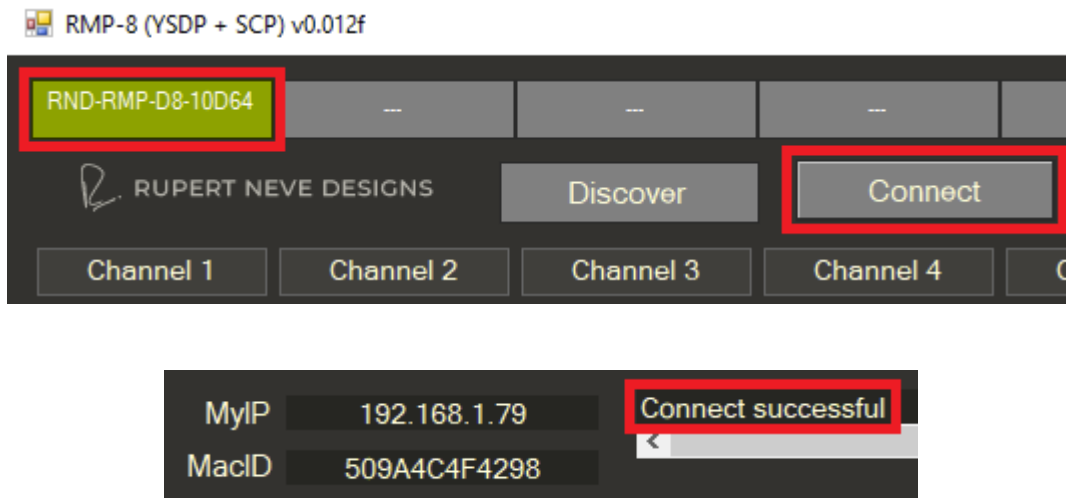 RMP-8 (YSDP + SCP) v0.012f
RND-RMP-D8-10D64 --- --- ---
R. RUPERT NEVE DESIGNS Discover Connect
Channel 1 Channel 2 Channel 3 Channel 4 C
MyIP 192.168.1.79 Connect successful
<
MacID 509A4C4F4298